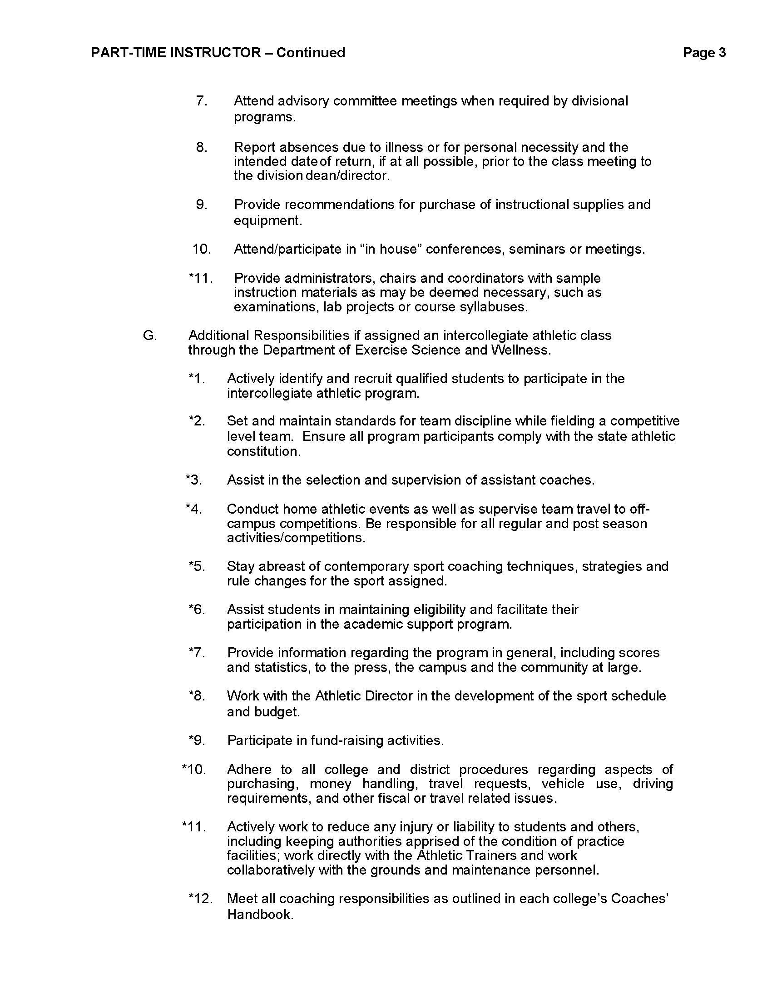 PART-TIME INSTRUCTOR – Continued Page 3
7. Attend advisory committee meetings when required by divisional
programs.
8. Report absences due to illness or for personal necessity and the
intended date of return, if at all possible, prior to the class meeting to
the division dean/director.
9. Provide recommendations for purchase of instructional supplies and
equipment.
10. Attend/participate in “in house” conferences, seminars or meetings.
*11. Provide administrators, chairs and coordinators with sample
instruction materials as may be deemed necessary, such as
examinations, lab projects or course syllabuses.
G. Additional Responsibilities if assigned an intercollegiate athletic class
through the Department of Exercise Science and Wellness.
*1. Actively identify and recruit qualified students to participate in the
intercollegiate athletic program.
*2. Set and maintain standards for team discipline while fielding a competitive
level team.  Ensure all program participants comply with the state athletic
constitution.
*3. Assist in the selection and supervision of assistant coaches.
*4. Conduct home athletic events as well as supervise team travel to off-
campus competitions. Be responsible for all regular and post season
activities/competitions.
*5. Stay abreast of contemporary sport coaching techniques, strategies and
rule changes for the sport assigned.
*6. Assist students in maintaining eligibility and facilitate their
participation in the academic support program.
*7. Provide information regarding the program in general, including scores
and statistics, to the press, the campus and the community at large.
*8. Work with the Athletic Director in the development of the sport schedule
and budget.
*9. Participate in fund-raising activities.
*10. Adhere to all college and district procedures regarding aspects of
purchasing, money handling, travel requests, vehicle use, driving
requirements, and other fiscal or travel related issues.
*11. Actively work to reduce any injury or liability to students and others,
including keeping authorities apprised of the condition of practice
facilities; work directly with the Athletic Trainers and work
collaboratively with the grounds and maintenance personnel.
*12. Meet all coaching responsibilities as outlined in each college’s Coaches’
Handbook.